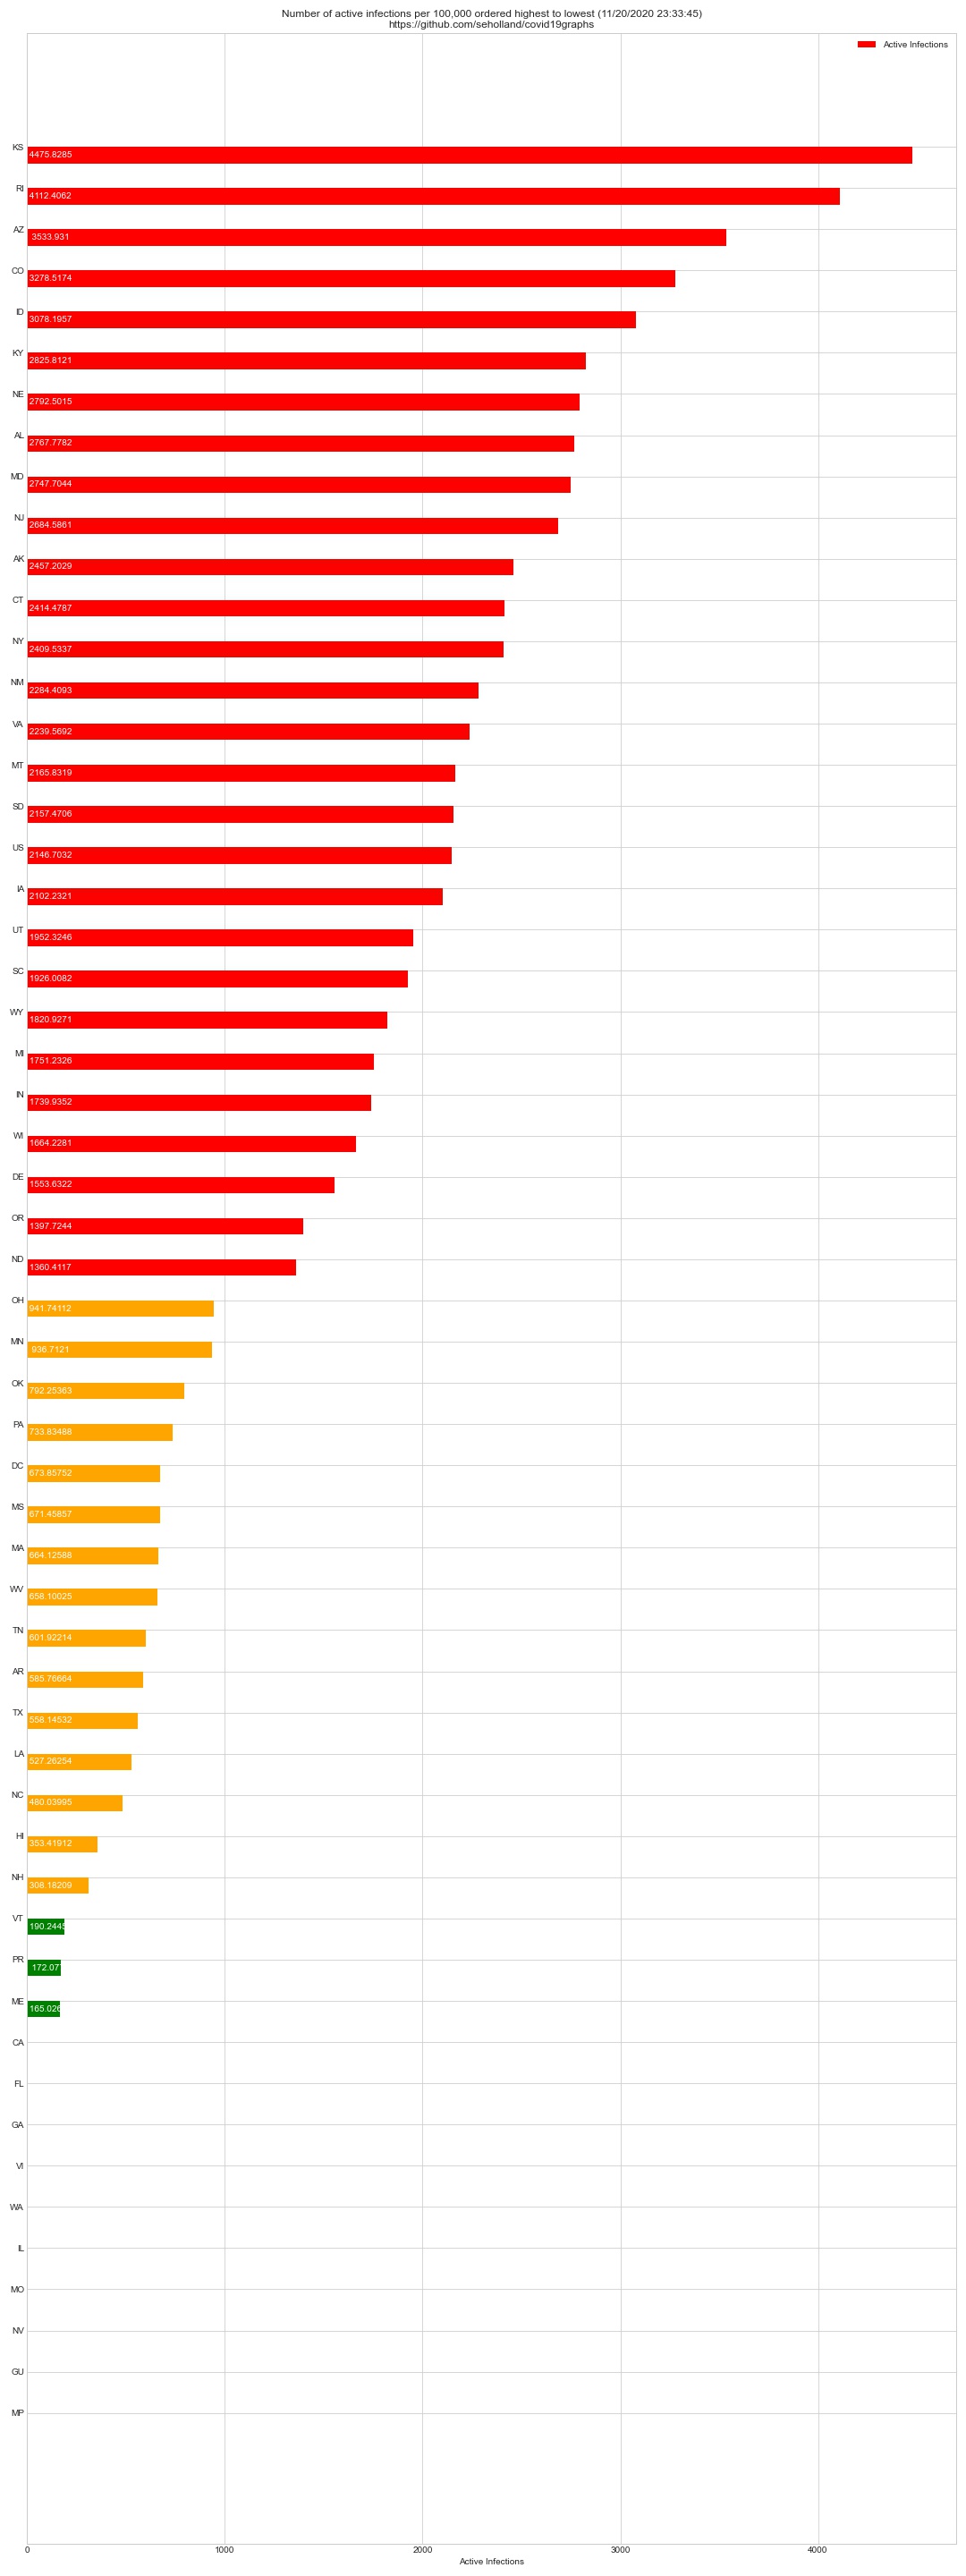 Number of active infections per 100,000 ordered highest to lowest (11/20/2020 23:33:45)
https://github.com/seholland/covid19graphs
Active Infections
KS 4475.8285
RI 4112.4062
AZ 3533.931
CO 3278.5174
ID 3078.1957
KY 2825.8121
NE 2792.5015
AL 2767.7782
MD 2747.7044
NJ 2684.5861
AK 2457.2029
CT 2414.4787
NY 2409.5337
NM 2284.4093
VA 2239.5692
MT 2165.8319
SD 2157.4706
US 2146.7032
IA 2102.2321
UT 1952.3246
SC 1926.0082
WY 1820.9271
MI 1751.2326
IN 1739.9352
WI 1664.2281
DE 1553.6322
OR 1397.7244
ND 1360.4117
OH 941.74112
MN 936.7121
OK 792.25363
PA 733.83488
DC 673.85752
MS 671.45857
MA 664.12588
WV 658.10025
TN 601.92214
AR 585.76664
TX 558.14532
LA 527.26254
NC 480.03995
HI 353.41912
NH 308.18209
VT 190.2445
PR 172.07
ME 165.026
CA
FL
GA
VI
WA
IL
MO
NV
GU
MP
0 1000 2000 3000 4000
Active Infections